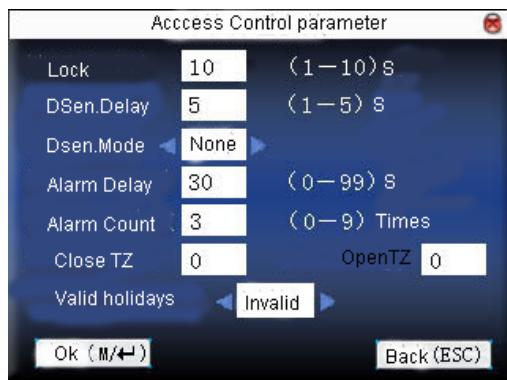 Acccess Control parameter
Lock 10 (1—10)S
DSen.Delay 5 (1—5) S
Dsen.Mode None
Alarm Delay 30 (0—99) S
Alarm Count 3 (0—9) Times
Close TZ 0 OpenTZ 0
Valid holidays Invalid
Ok (M/↵) Back(ESC)